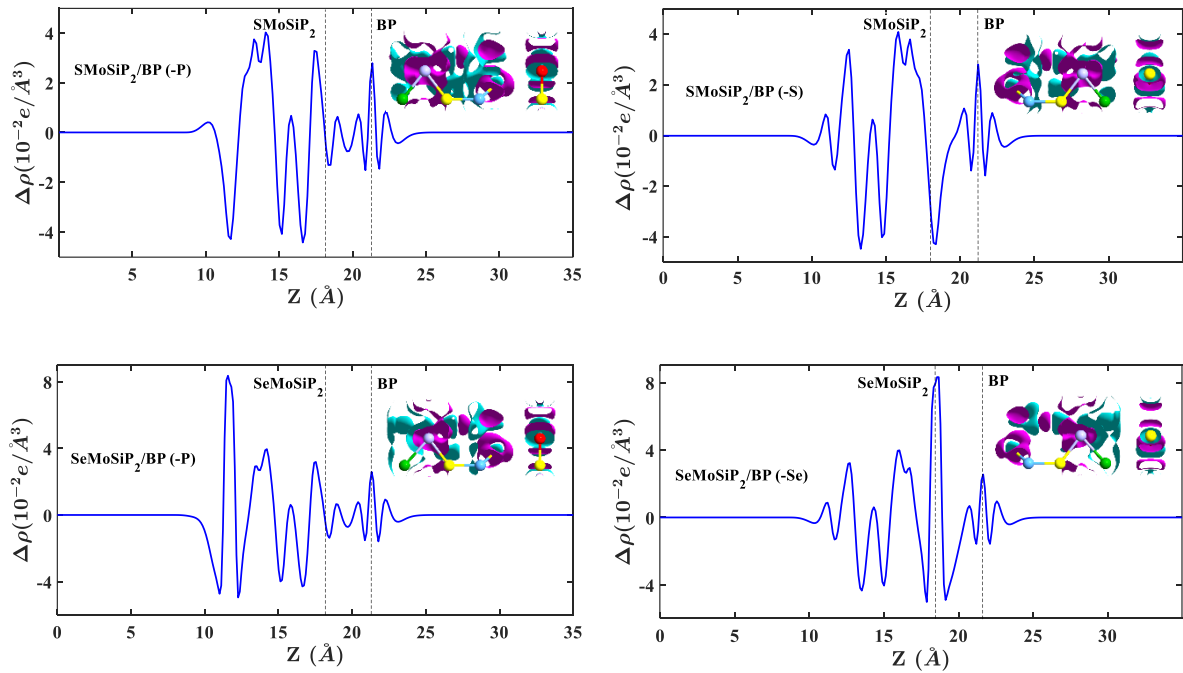 SMoSiP2
BP
SMoSiP2/BP (-P)
4
2
0
-2
-4
Δρ(10⁻²e/Å³)
5
10
15
20
25
30
35
Z (Å)
SMoSiP2
BP
SMoSiP2/BP (-S)
4
2
0
-2
-4
Δρ(10⁻²e/Å³)
5
10
15
20
25
30
Z (Å)
SeMoSiP2
BP
SeMoSiP2/BP (-P)
8
4
0
-4
Δρ(10⁻²e/Å³)
0
5
10
15
20
25
30
35
Z (Å)
SeMoSiP2
BP
SeMoSiP2/BP (-Se)
8
4
0
-4
Δρ(10⁻²e/Å³)
0
5
10
15
20
25
30
Z (Å)